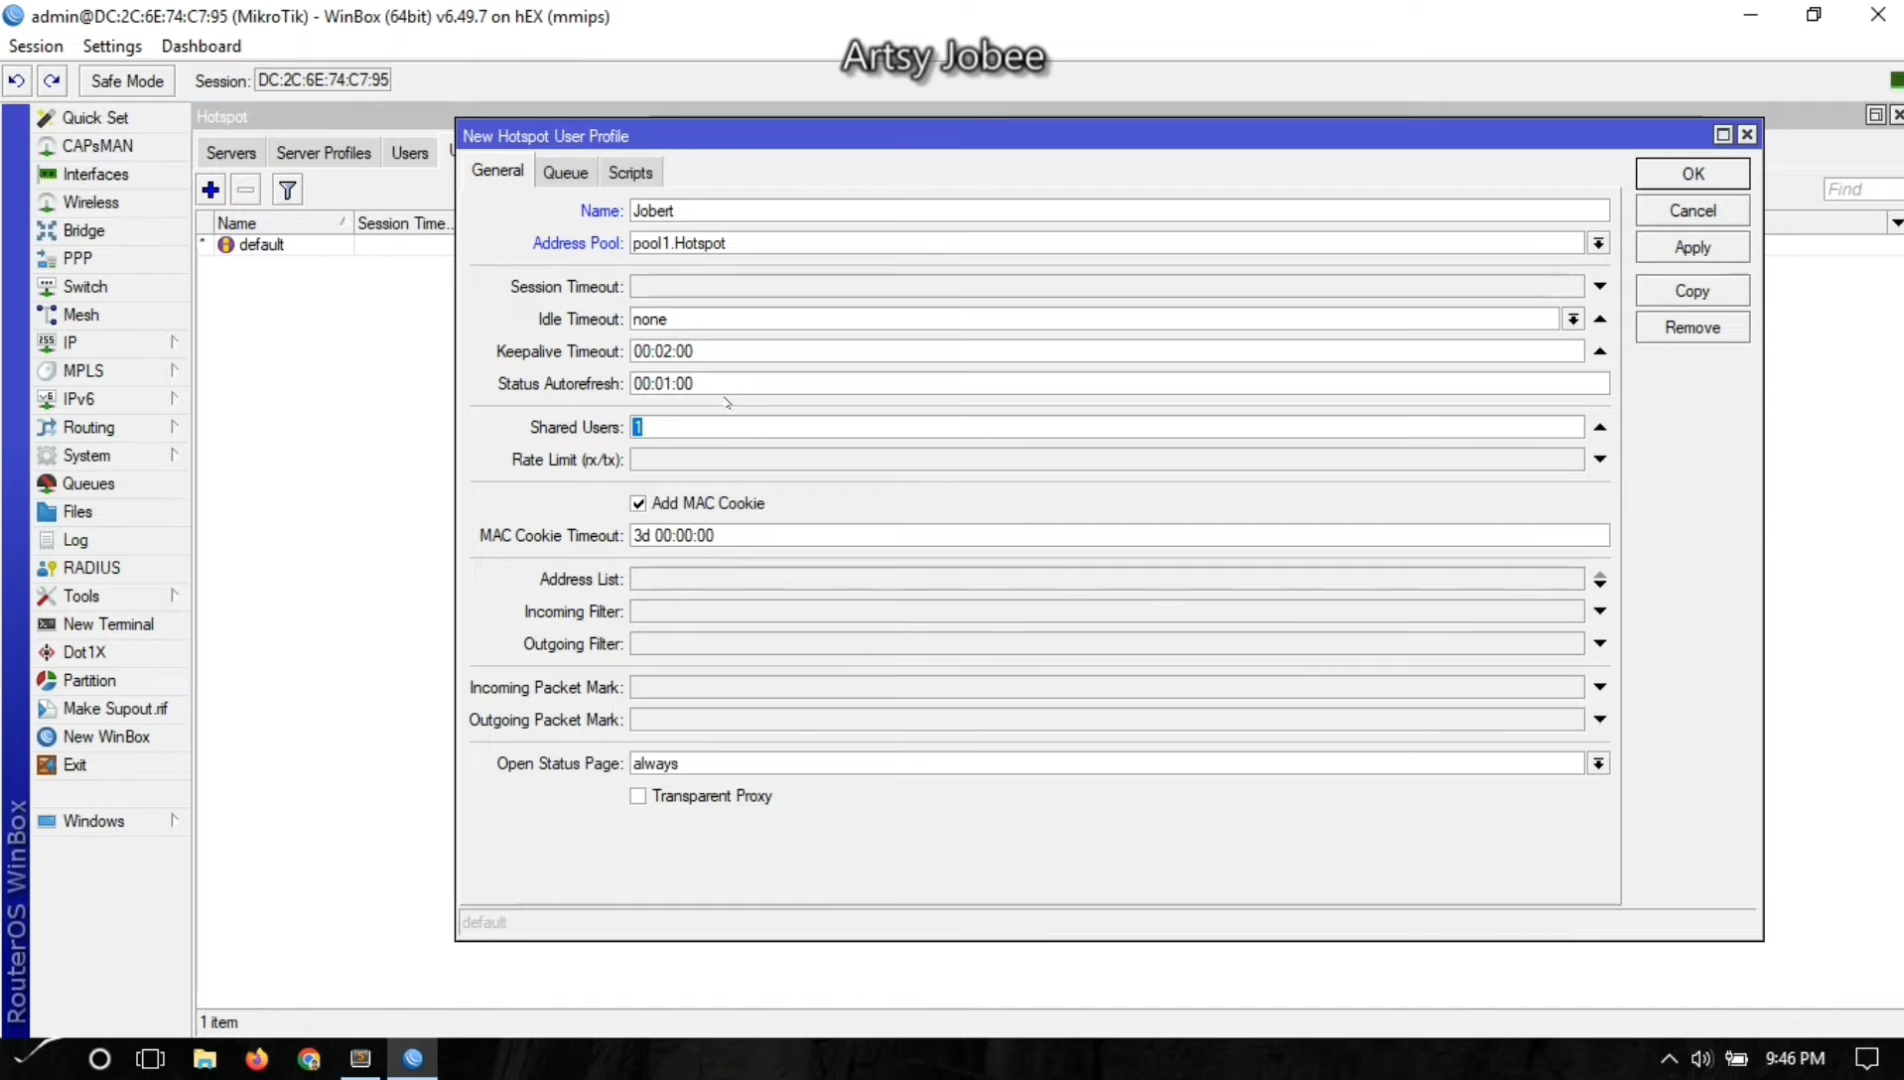 admin@DC:2C:6E:74:C7:95 (MikroTik) - WinBox (64bit) v6.49.7 on hEX (mmips)
Session Settings Dashboard
Artsy Jobee
Safe Mode Session: DC:2C:6E:74:C7:95
Quick Set
CAPsMAN
Interfaces
Wireless
Bridge
PPP
Switch
Mesh
IP
MPLS
IPv6
Routing
System
Queues
Files
Log
RADIUS
Tools
New Terminal
Dot1X
Partition
Make Supout.rif
New WinBox
Exit
Windows
RouterOS WinBox
Hotspot
Servers Server Profiles Users
Find
Name Session Time...
* default
1 item
New Hotspot User Profile
General Queue Scripts
Name: Jobert
Address Pool: pool1.Hotspot
Session Timeout:
Idle Timeout: none
Keepalive Timeout: 00:02:00
Status Autorefresh: 00:01:00
Shared Users: 1
Rate Limit (rx/tx):
Add MAC Cookie
MAC Cookie Timeout: 3d 00:00:00
Address List:
Incoming Filter:
Outgoing Filter:
Incoming Packet Mark:
Outgoing Packet Mark:
Open Status Page: always
Transparent Proxy
default
OK
Cancel
Apply
Copy
Remove
9:46 PM